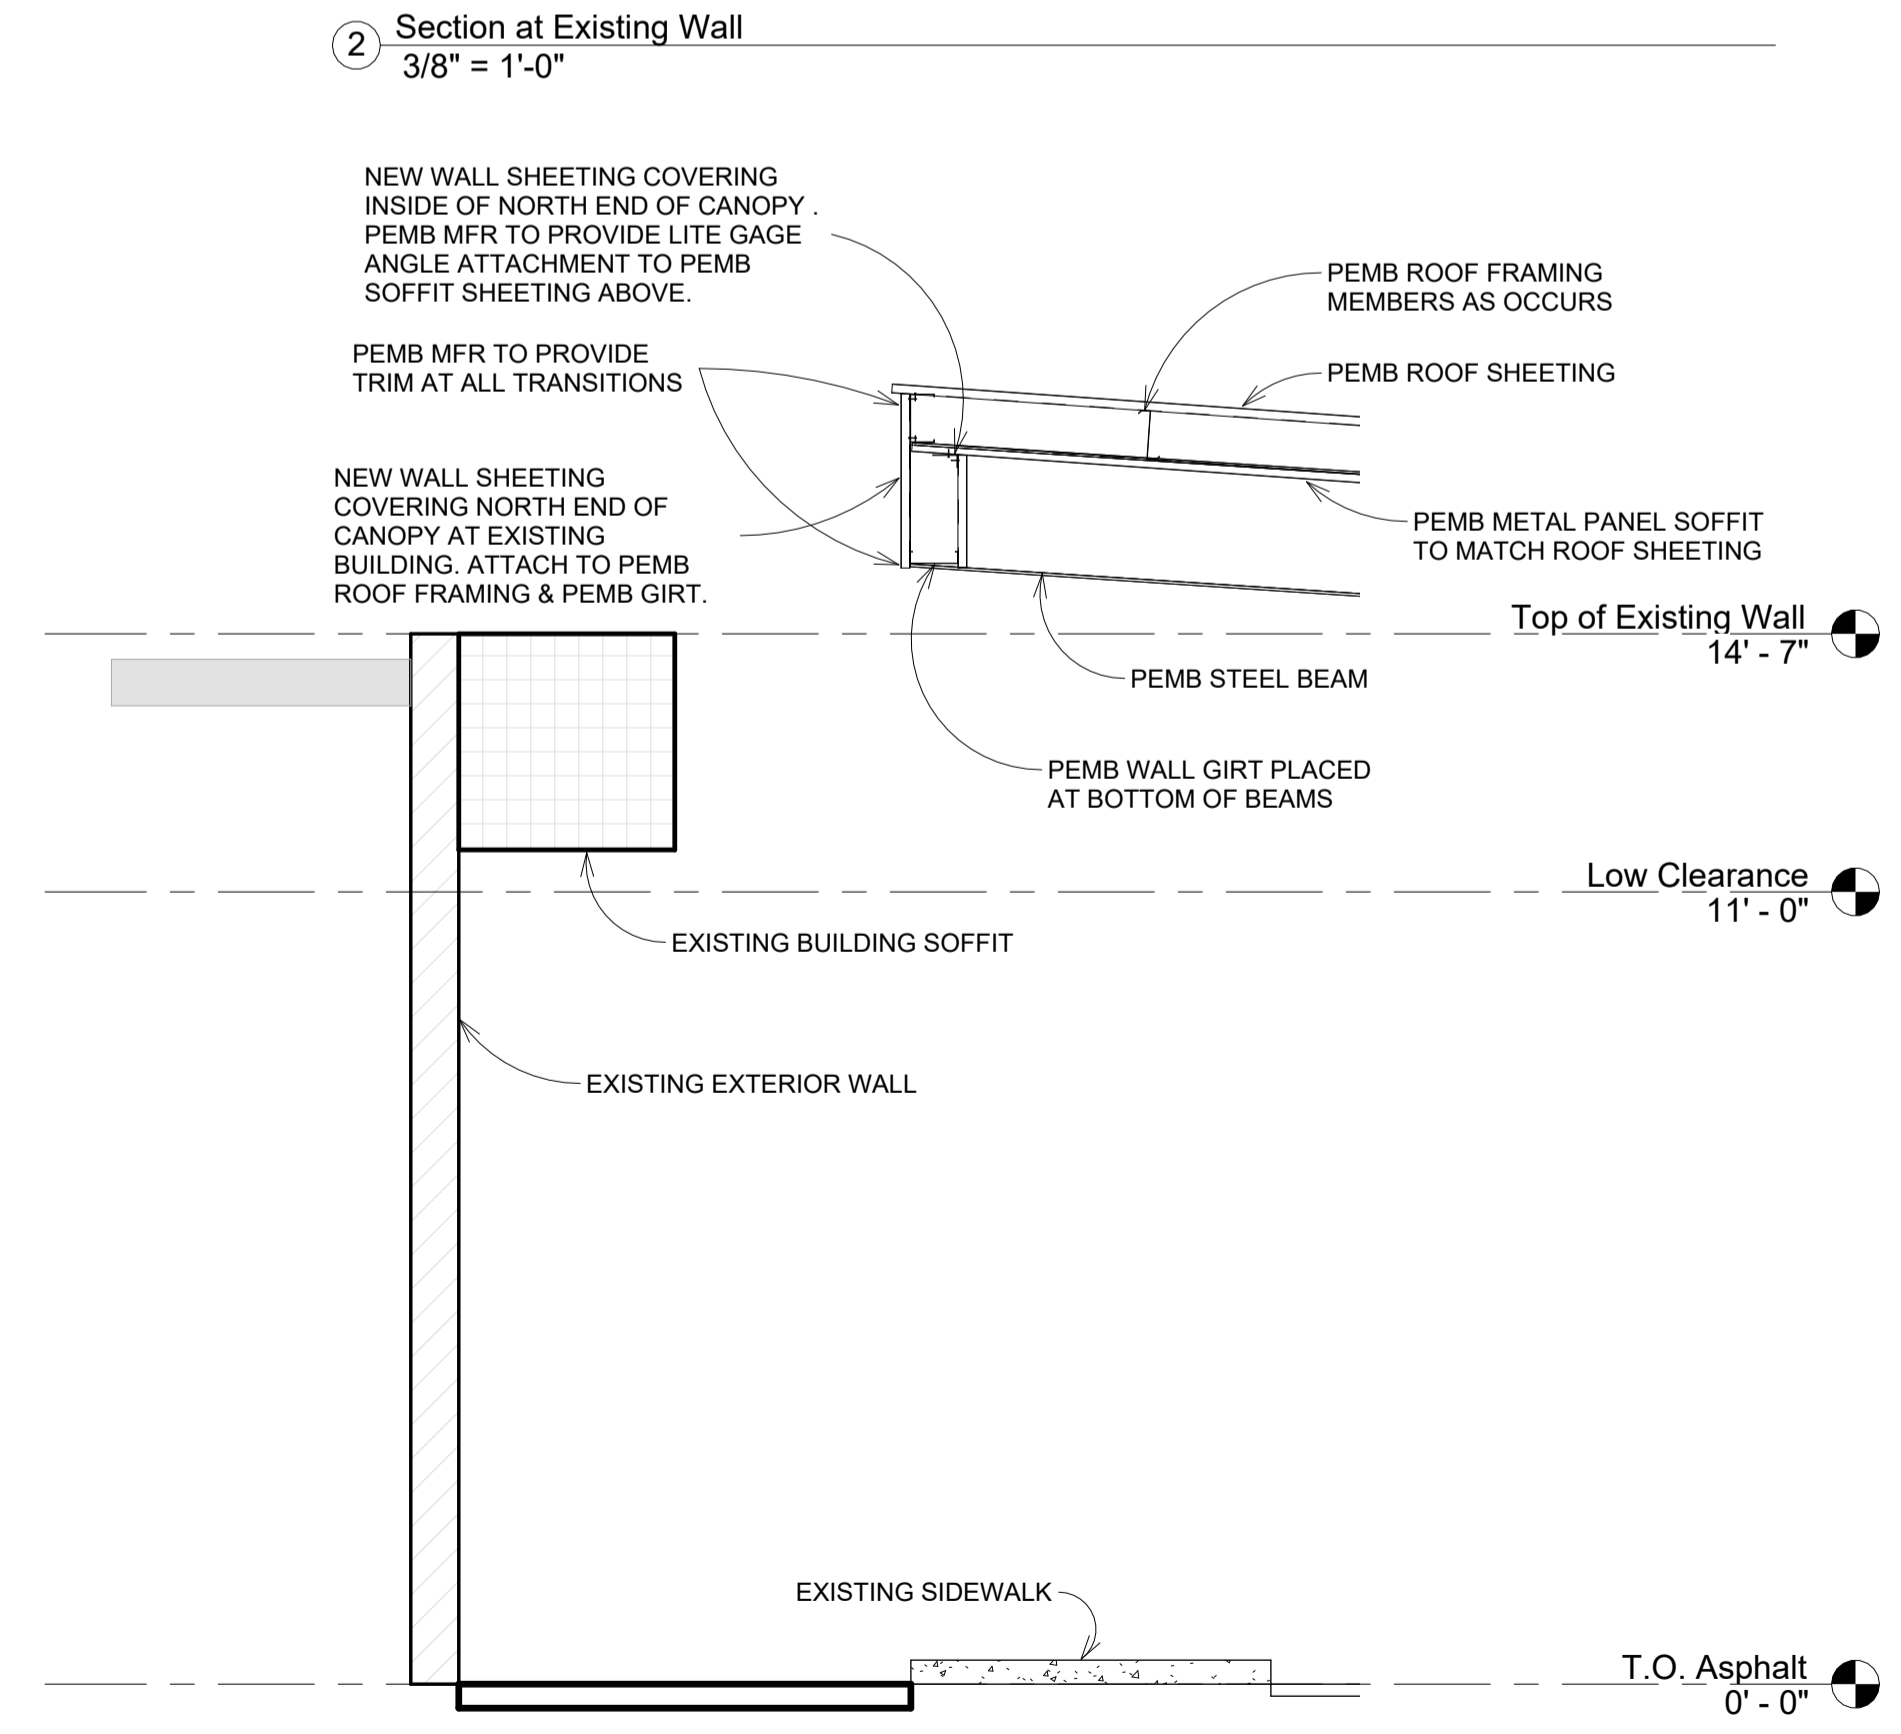 2
Section at Existing Wall
3/8" = 1'-0"
NEW WALL SHEETING COVERING
INSIDE OF NORTH END OF CANOPY .
PEMB MFR TO PROVIDE LITE GAGE
ANGLE ATTACHMENT TO PEMB
SOFFIT SHEETING ABOVE.
PEMB ROOF FRAMING
MEMBERS AS OCCURS
PEMB MFR TO PROVIDE
TRIM AT ALL TRANSITIONS
PEMB ROOF SHEETING
NEW WALL SHEETING
COVERING NORTH END OF
CANOPY AT EXISTING
BUILDING. ATTACH TO PEMB
ROOF FRAMING & PEMB GIRT.
PEMB METAL PANEL SOFFIT
TO MATCH ROOF SHEETING
Top of Existing Wall
14' - 7"
PEMB STEEL BEAM
PEMB WALL GIRT PLACED
AT BOTTOM OF BEAMS
Low Clearance
11' - 0"
EXISTING BUILDING SOFFIT
EXISTING EXTERIOR WALL
EXISTING SIDEWALK
T.O. Asphalt
0' - 0"